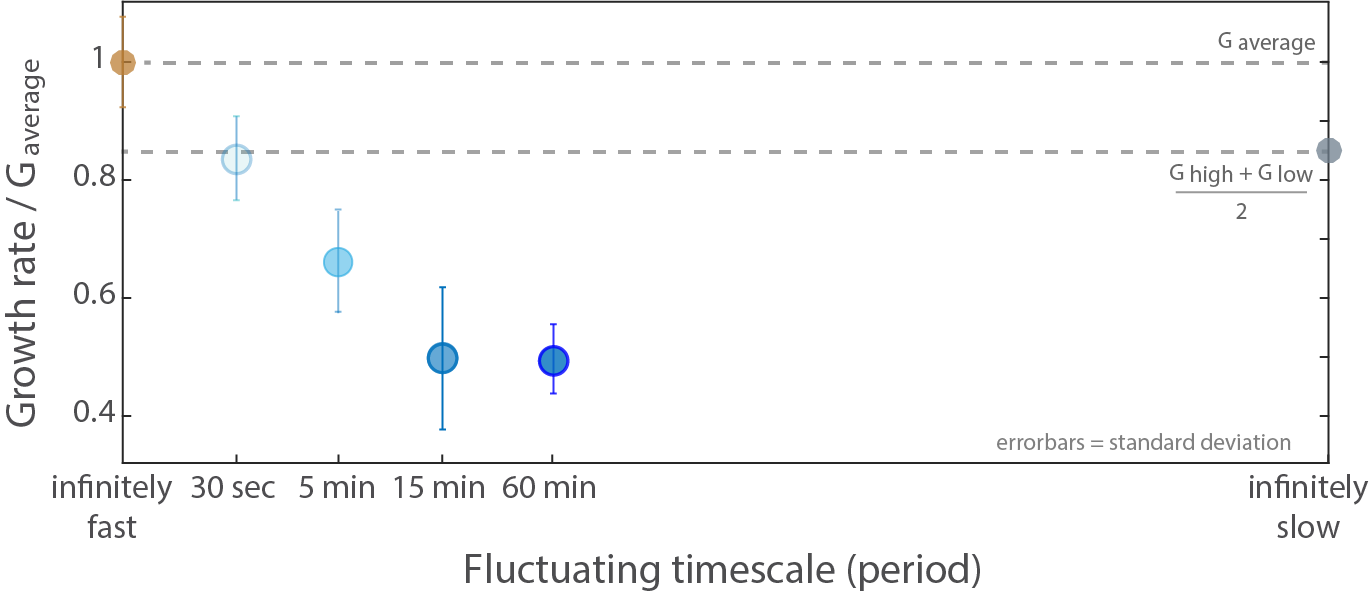 Growth rate / G average
1
0.8
0.6
0.4
G average
G high + G low
2
errorbars = standard deviation
infinitely
fast
30 sec
5 min
15 min
60 min
infinitely
slow
Fluctuating timescale (period)